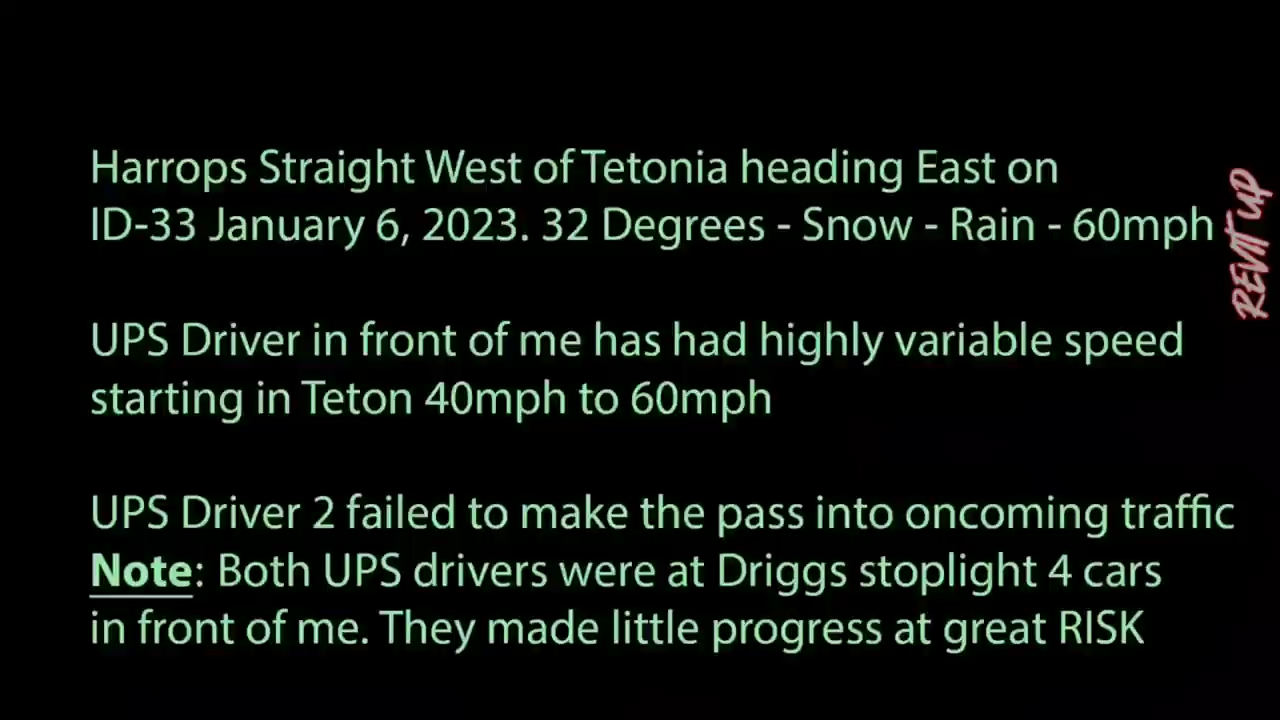 Harrops Straight West of Tetonia heading East on
ID-33 January 6, 2023. 32 Degrees - Snow - Rain - 60mph
REV IT UP
UPS Driver in front of me has had highly variable speed
starting in Teton 40mph to 60mph
UPS Driver 2 failed to make the pass into oncoming traffic
Note: Both UPS drivers were at Driggs stoplight 4 cars
in front of me. They made little progress at great RISK